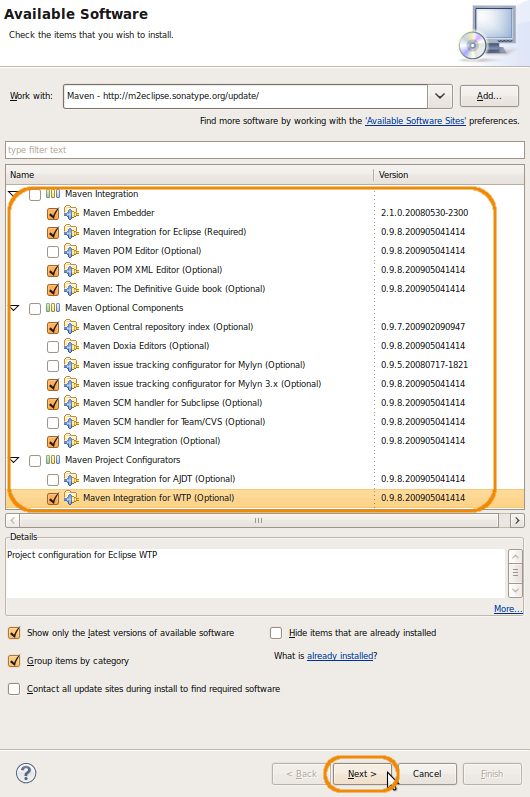 Available Software
Check the items that you wish to install.
Work with: Maven - http://m2eclipse.sonatype.org/update/ Add...
Find more software by working with the 'Available Software Sites' preferences.
type filter text
Name Version
Maven Integration
Maven Embedder 2.1.0.20080530-2300
Maven Integration for Eclipse (Required) 0.9.8.200905041414
Maven POM Editor (Optional) 0.9.8.200905041414
Maven POM XML Editor (Optional) 0.9.8.200905041414
Maven: The Definitive Guide book (Optional) 0.9.8.200905041414
Maven Optional Components
Maven Central repository index (Optional) 0.9.7.200902090947
Maven Doxia Editors (Optional) 0.9.8.200905041414
Maven issue tracking configurator for Mylyn (Optional) 0.9.5.20080717-1821
Maven issue tracking configurator for Mylyn 3.x (Optional) 0.9.8.200905041414
Maven SCM handler for Subclipse (Optional) 0.9.8.200905041414
Maven SCM handler for Team/CVS (Optional) 0.9.8.200905041414
Maven SCM Integration (Optional) 0.9.8.200905041414
Maven Project Configurators
Maven Integration for AJDT (Optional) 0.9.8.200905041414
Maven Integration for WTP (Optional) 0.9.8.200905041414
Details
Project configuration for Eclipse WTP
More...
Show only the latest versions of available software Hide items that are already installed
Group items by category What is already installed?
Contact all update sites during install to find required software
? < Back Next > Cancel Finish